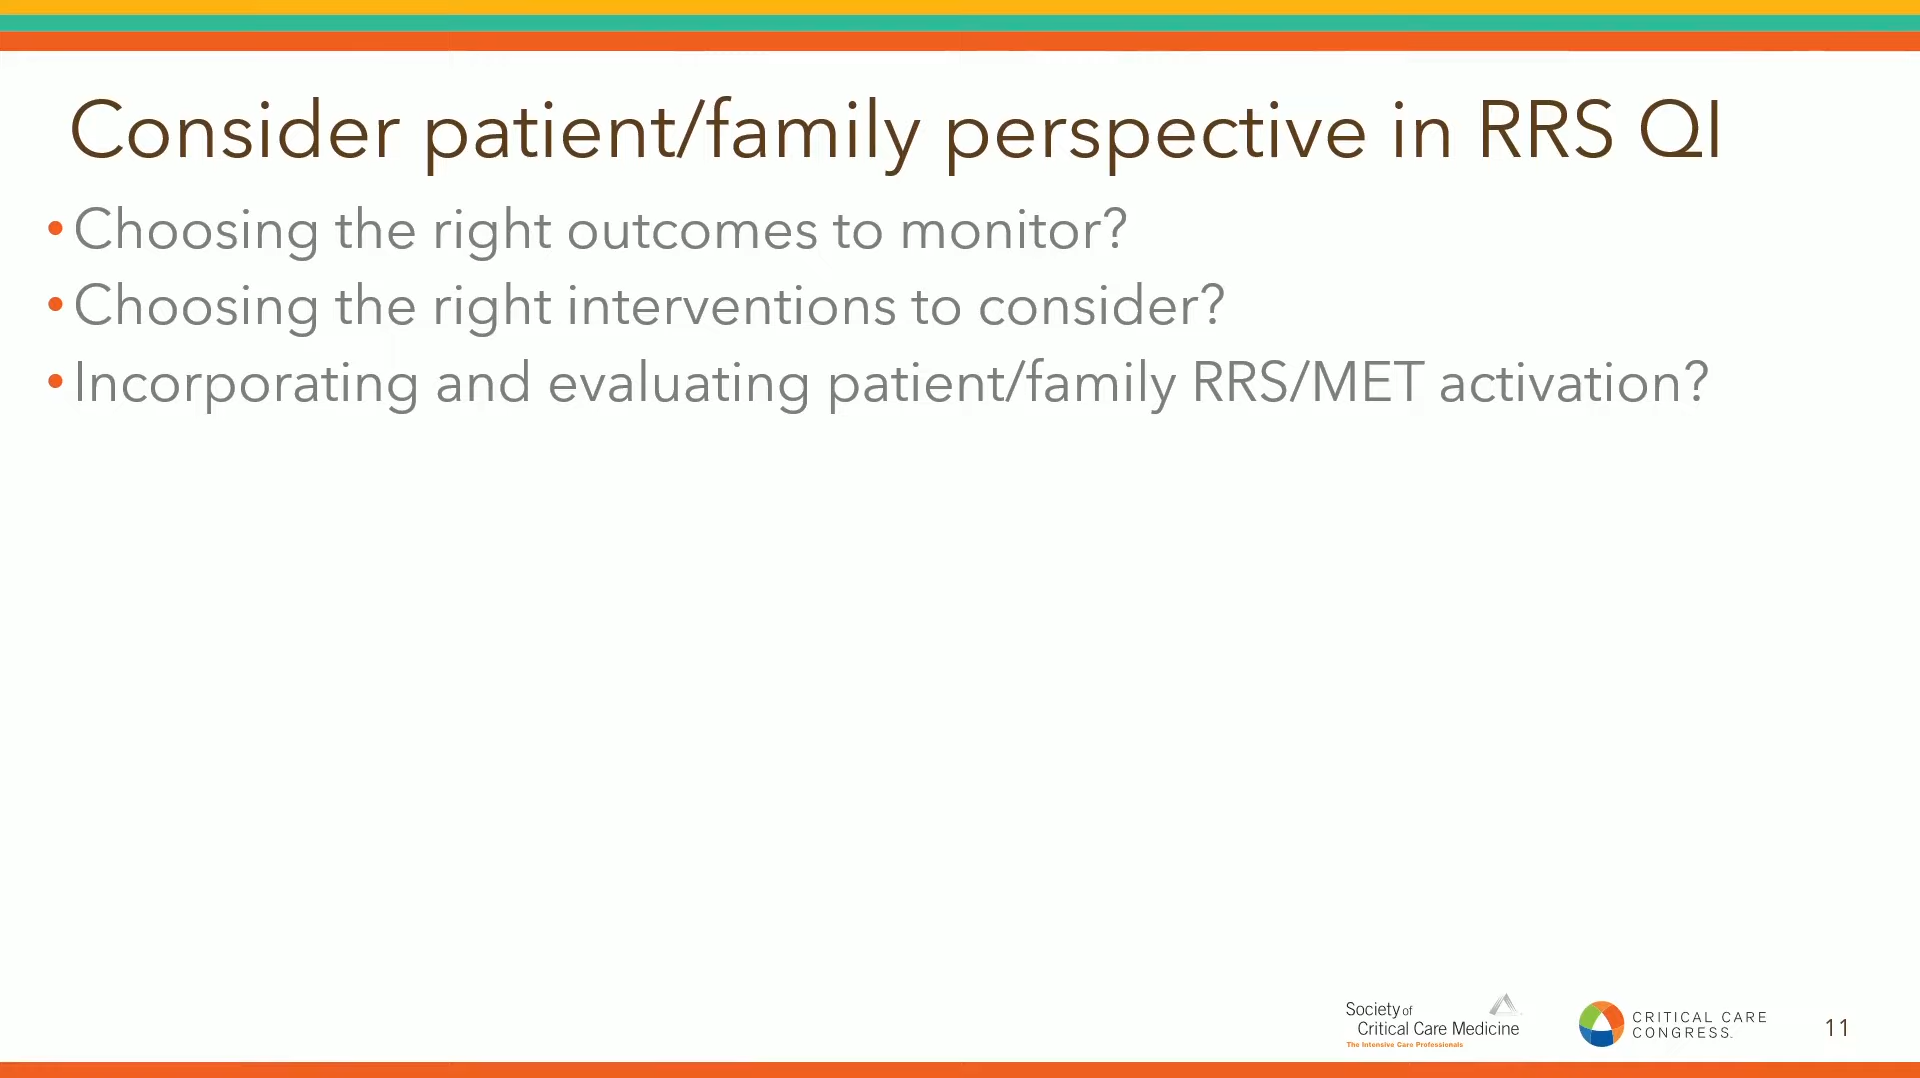 Consider patient/family perspective in RRS QI
• Choosing the right outcomes to monitor?
• Choosing the right interventions to consider?
• Incorporating and evaluating patient/family RRS/MET activation?
Society of
Critical Care Medicine
The Intensive Care Professionals
CRITICAL CARE
CONGRESS.
11